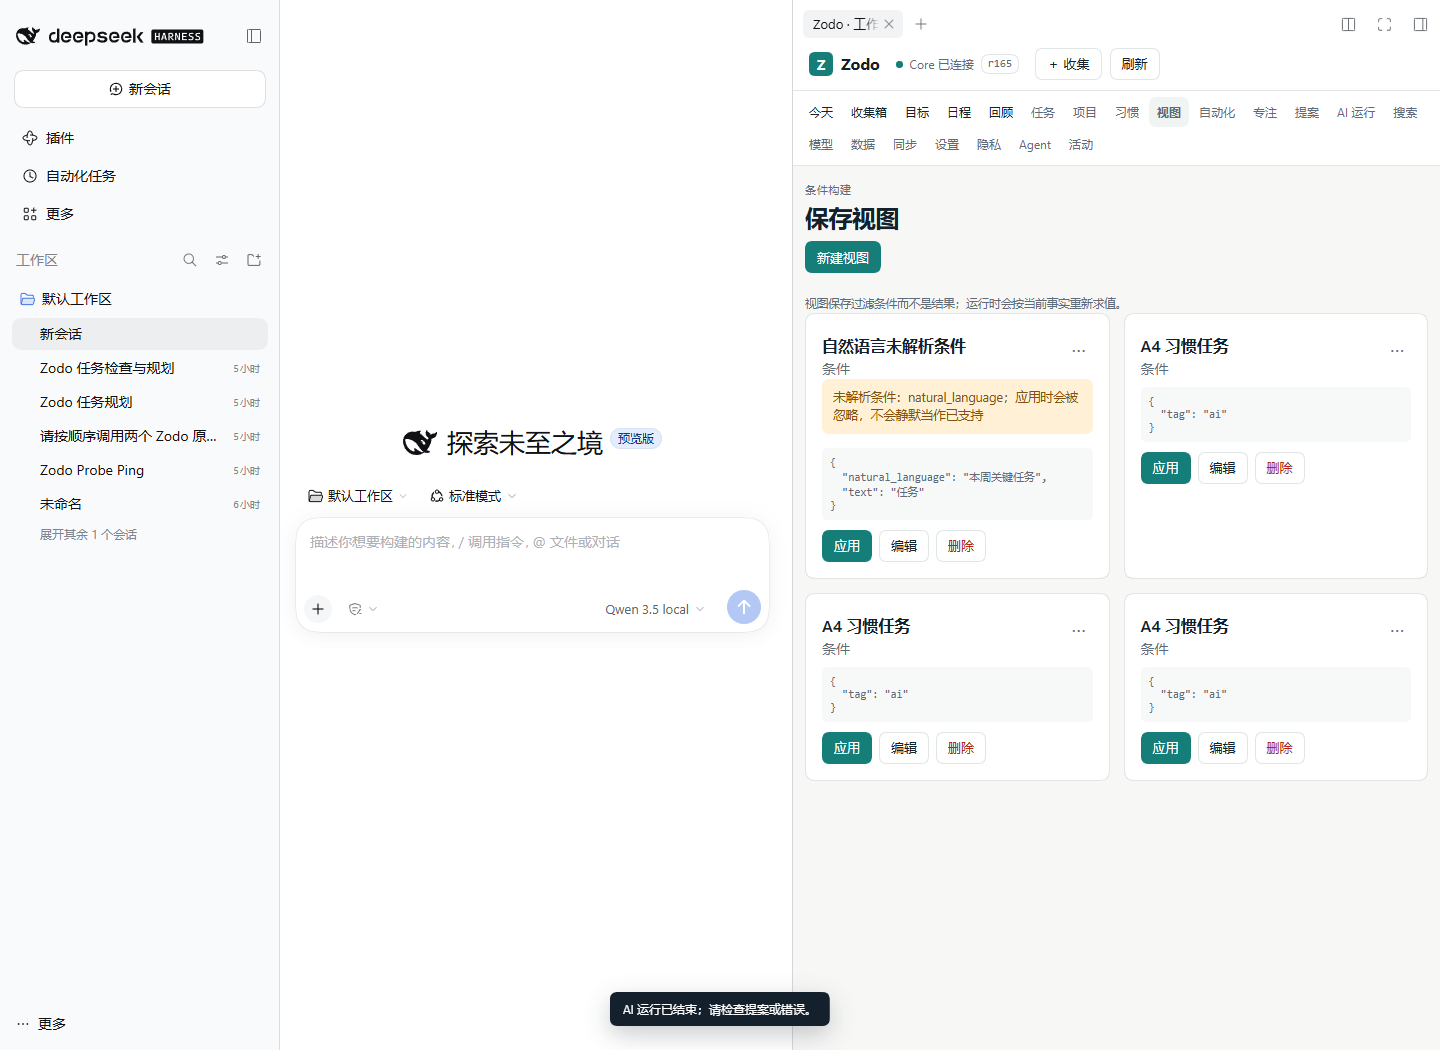 deepseek HARNESS
新会话
插件
自动化任务
更多
工作区
默认工作区
新会话
Zodo 任务检查与规划 5小时
Zodo 任务规划 5小时
请按顺序调用两个 Zodo 原... 5小时
Zodo Probe Ping 5小时
未命名 6小时
展开其余 1 个会话
... 更多
探索未至之境 预览版
默认工作区 标准模式
描述你想要构建的内容, / 调用指令, @ 文件或对话
Qwen 3.5 local
Zodo · 工作
Z Zodo Core 已连接 r165 + 收集 刷新
今天 收集箱 目标 日程 回顾 任务 项目 习惯 视图 自动化 专注 提案 AI 运行 搜索
模型 数据 同步 设置 隐私 Agent 活动
条件构建
保存视图
新建视图
视图保存过滤条件而不是结果；运行时会按当前事实重新求值。
自然语言未解析条件 ...
条件
未解析条件：natural_language；应用时会被
忽略，不会静默当作已支持
{
"natural_language": "本周关键任务",
"text": "任务"
}
应用 编辑 删除
A4 习惯任务 ...
条件
{
"tag": "ai"
}
应用 编辑 删除
A4 习惯任务 ...
条件
{
"tag": "ai"
}
应用 编辑 删除
A4 习惯任务 ...
条件
{
"tag": "ai"
}
应用 编辑 删除
AI 运行已结束；请检查提案或错误。